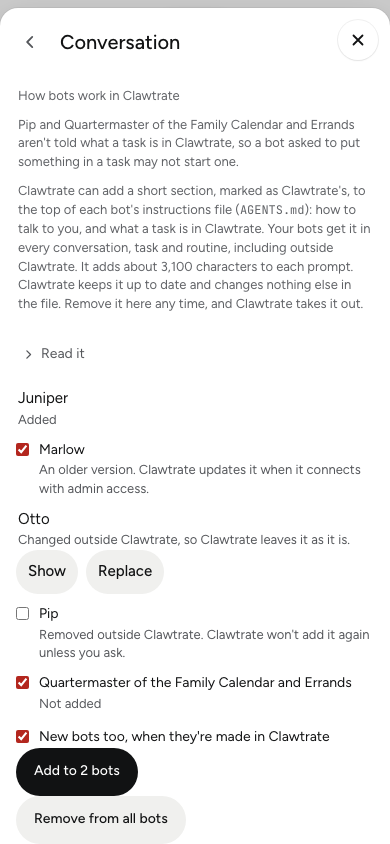 Conversation
How bots work in Clawtrate
Pip and Quartermaster of the Family Calendar and Errands
aren't told what a task is in Clawtrate, so a bot asked to put
something in a task may not start one.
Clawtrate can add a short section, marked as Clawtrate's, to
the top of each bot's instructions file (AGENTS.md): how to
talk to you, and what a task is in Clawtrate. Your bots get it in
every conversation, task and routine, including outside
Clawtrate. It adds about 3,100 characters to each prompt.
Clawtrate keeps it up to date and changes nothing else in
the file. Remove it here any time, and Clawtrate takes it out.
Read it
Juniper
Added
Marlow
An older version. Clawtrate updates it when it connects
with admin access.
Otto
Changed outside Clawtrate, so Clawtrate leaves it as it is.
Show Replace
Pip
Removed outside Clawtrate. Clawtrate won't add it again
unless you ask.
Quartermaster of the Family Calendar and Errands
Not added
New bots too, when they're made in Clawtrate
Add to 2 bots
Remove from all bots